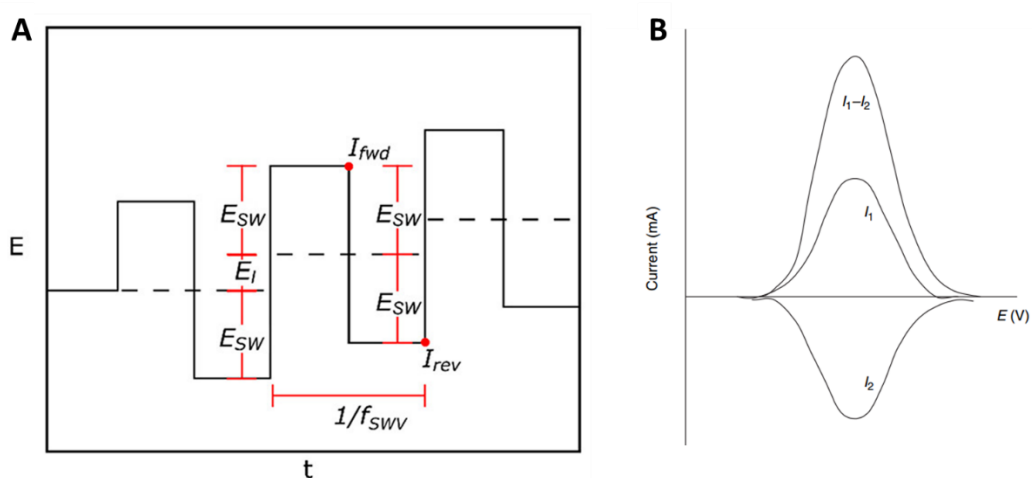 A
E
I_fwd
E_SW
E_I
E_SW
E_SW
E_SW
I_rev
1/f_SWV
t
B
Current (mA)
I₁–I₂
I₁
E (V)
I₂